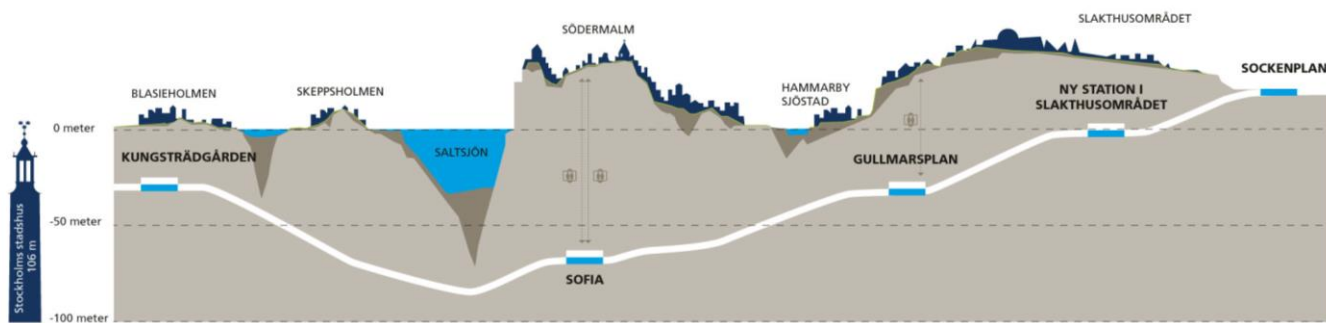 SLAKTHUSOMRÅDET
SÖDERMALM
SOCKENPLAN
BLASIEHOLMEN
SKEPPSHOLMEN
HAMMARBY
SJÖSTAD
NY STATION I
SLAKTHUSOMRÅDET
0 meter
KUNGSTRÄDGÅRDEN
SALTSJÖN
GULLMARSPLAN
-50 meter
SOFIA
-100 meter
Stockholms stadshus
106 m